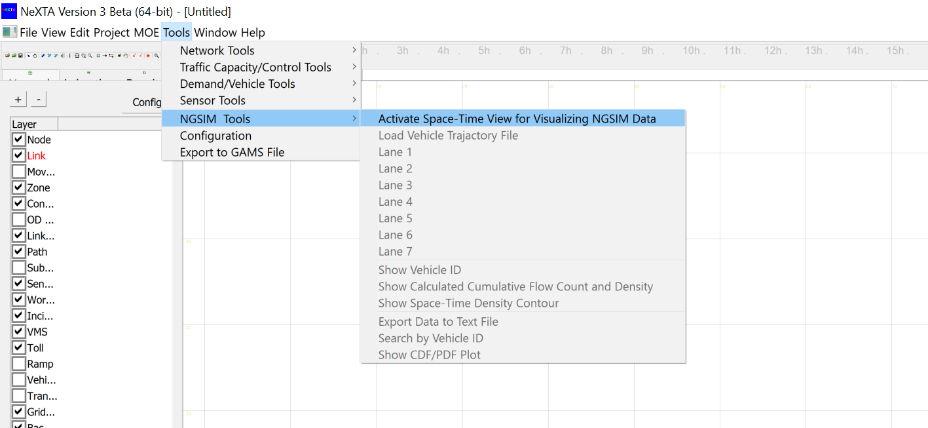 NeXTA Version 3 Beta (64-bit) - [Untitled]
File View Edit Project MOE Tools Window Help
Network Tools
Traffic Capacity/Control Tools
Demand/Vehicle Tools
Sensor Tools
NGSIM Tools
Configuration
Export to GAMS File
h 3h 4h 5h 6h 7h 8h 9h 10h 11h 12h 13h 14h 15h
Activate Space-Time View for Visualizing NGSIM Data
Load Vehicle Trajactory File
Lane 1
Lane 2
Lane 3
Lane 4
Lane 5
Lane 6
Lane 7
Show Vehicle ID
Show Calculated Cumulative Flow Count and Density
Show Space-Time Density Contour
Export Data to Text File
Search by Vehicle ID
Show CDF/PDF Plot
+ - Config
Layer
Node
Link
Mov...
Zone
Con...
OD ...
Link...
Path
Sub...
Sen...
Wor...
Inci...
VMS
Toll
Ramp
Vehi...
Tran...
Grid...